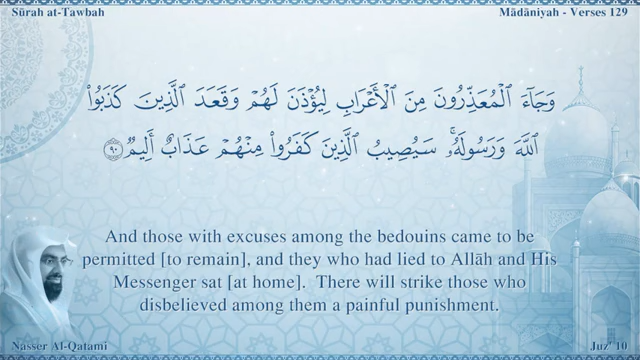 Sūrah at-Tawbah
Mādānīyah - Verses 129
وَجَآءَ ٱلْمُعَذِّرُونَ مِنَ ٱلْأَعْرَابِ لِيُؤْذَنَ لَهُمْ وَقَعَدَ ٱلَّذِينَ كَذَبُوا۟
ٱللَّهَ وَرَسُولَهُۥ ۚ سَيُصِيبُ ٱلَّذِينَ كَفَرُوا۟ مِنْهُمْ عَذَابٌ أَلِيمٌ ٩٠
And those with excuses among the bedouins came to be
permitted [to remain], and they who had lied to Allāh and His
Messenger sat [at home].  There will strike those who
disbelieved among them a painful punishment.
Nasser Al-Qatami
Juz' 10